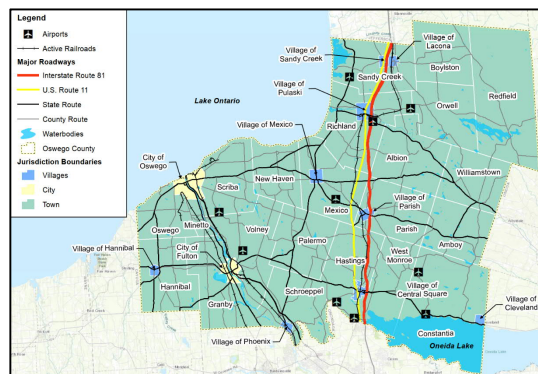 Legend
Airports
Active Railroads
Major Roadways
Interstate Route 81
U.S. Route 11
State Route
County Route
Waterbodies
Oswego County
Jurisdiction Boundaries
Villages
City
Town
Lake Ontario
Village of
Sandy Creek
Village of
Lacona
Sandy Creek
Boylston
Redfield
Village of
Pulaski
Orwell
Richland
Village of Mexico
Albion
City of
Oswego
Williamstown
New Haven
Scriba
Village of
Parish
Mexico
Minetto
Oswego
Volney
Parish
Amboy
Palermo
Village of Hannibal
City of
Fulton
West
Monroe
Hastings
Hannibal
Schroeppel
Village of
Central Square
Granby
Village of
Cleveland
Constantia
Village of Phoenix
Oneida Lake